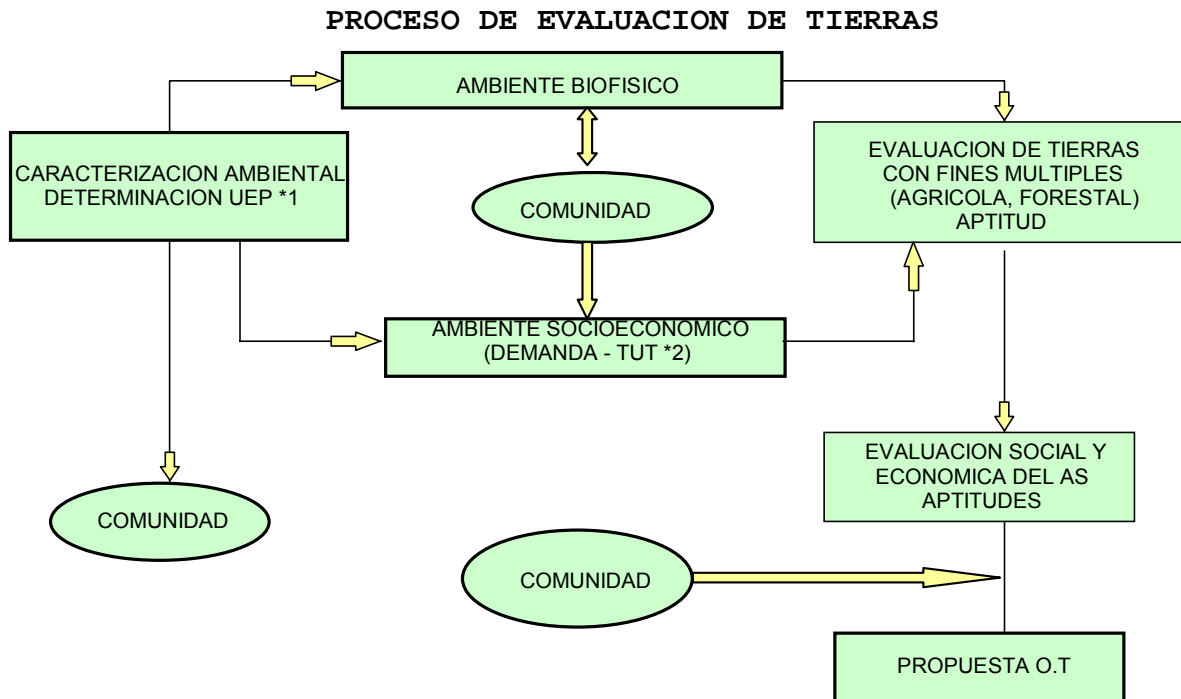 PROCESO DE EVALUACION DE TIERRAS
AMBIENTE BIOFISICO
CARACTERIZACION AMBIENTAL
DETERMINACION UEP *1
EVALUACION DE TIERRAS
CON FINES MULTIPLES
(AGRICOLA, FORESTAL)
APTITUD
COMUNIDAD
AMBIENTE SOCIOECONOMICO
(DEMANDA - TUT *2)
EVALUACION SOCIAL Y
ECONOMICA DEL AS
APTITUDES
COMUNIDAD
COMUNIDAD
PROPUESTA O.T